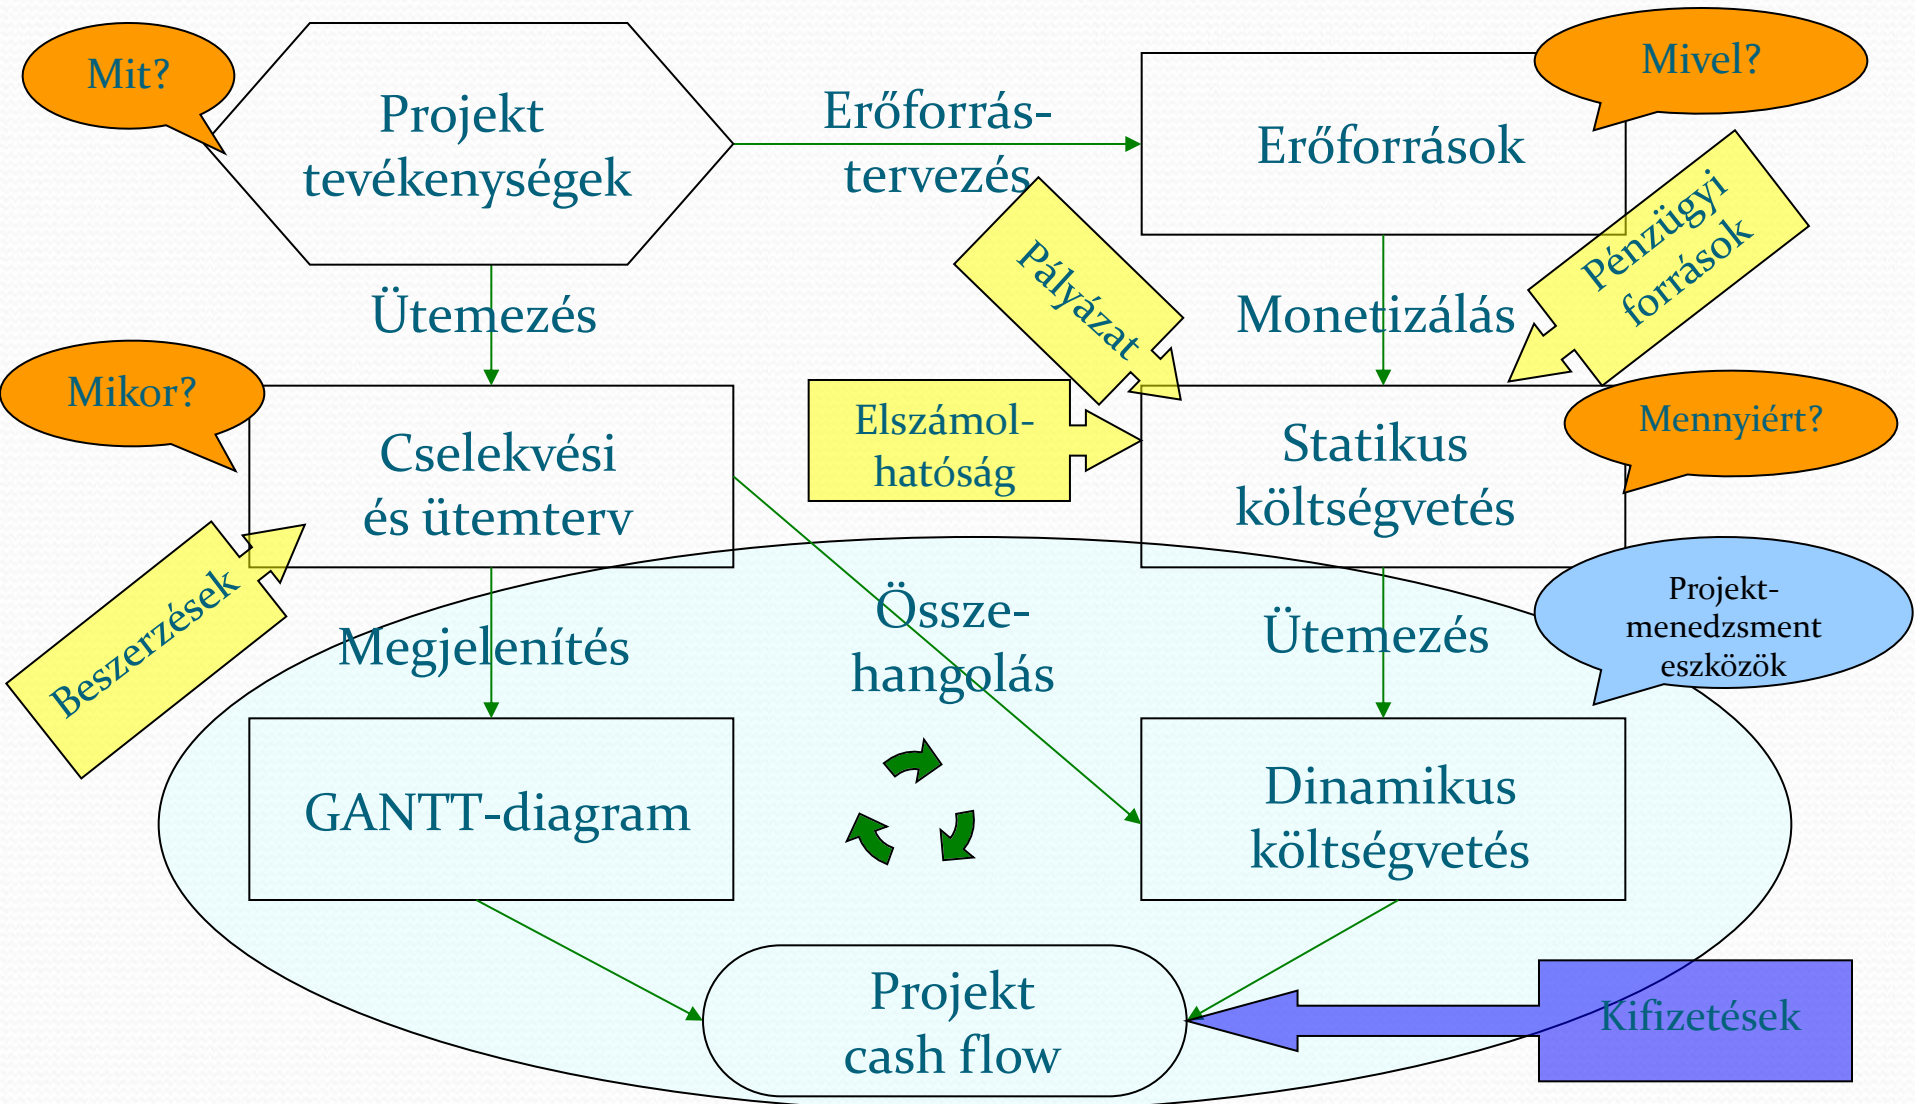 Mit?
Projekt
tevékenységek
Erőforrás-
tervezés
Erőforrások
Mivel?
Ütemezés
Pályázat
Monetizálás
Pénzügyi
források
Mikor?
Cselekvési
és ütemterv
Elszámol-
hatóság
Statikus
költségvetés
Mennyiért?
Beszerzések
Megjelenítés
Össze-
hangolás
Ütemezés
Projekt-
menedzsment
eszközök
GANTT-diagram
Dinamikus
költségvetés
Projekt
cash flow
Kifizetések